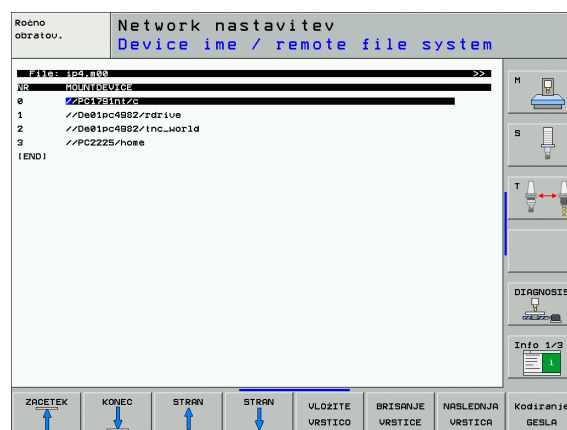 Ročno
obratov.
Network nastavitev
Device ime / remote file system
File: ip4.m00 >>
NR MOUNTDEVICE
0 //PC1791nt/c
1 //De01pc4982/rdrive
2 //De01pc4982/tnc_world
3 //PC2225/home
[END]
M
S
T
DIAGNOSIS
Info 1/3
i
ZACETEK
KONEC
STRAN
STRAN
VLOžITE
VRSTICO
BRISANJE
VRSTICE
NASLEDNJA
VRSTICA
Kodiranje
GESLA